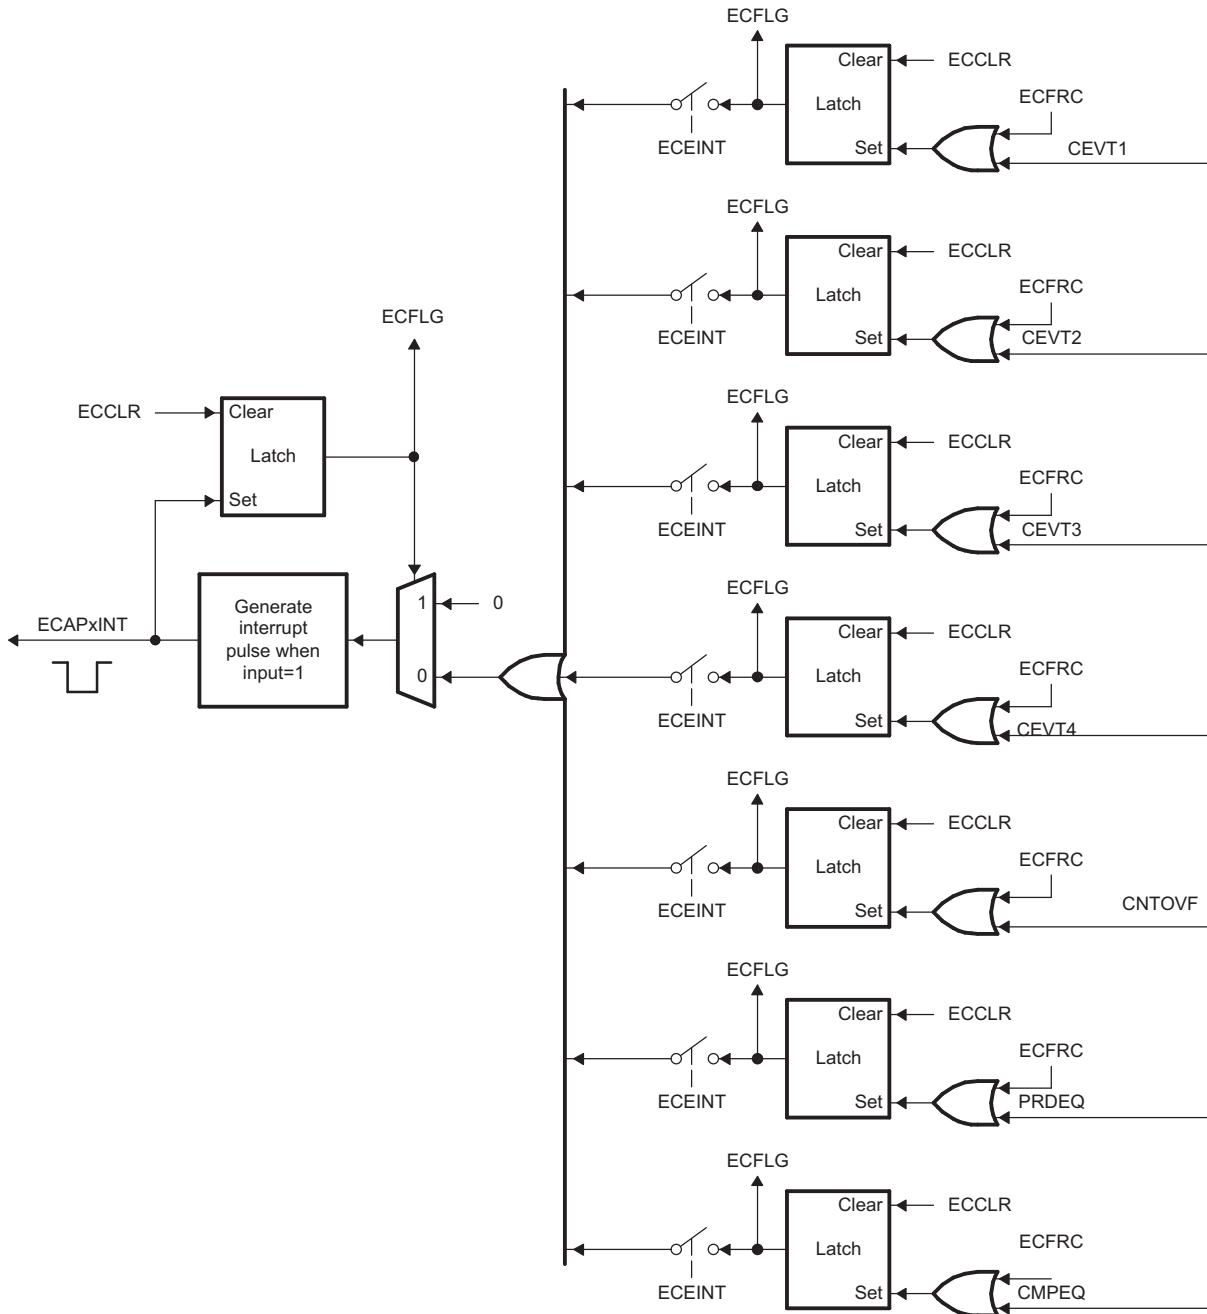 ECFLG
Clear
ECCLR
Latch
ECFRC
CEVT1
Set
ECEINT
ECFLG
Clear
ECCLR
Latch
ECFRC
CEVT2
Set
ECEINT
ECFLG
Clear
ECCLR
Latch
ECFRC
CEVT3
Set
ECEINT
ECFLG
Clear
ECCLR
Latch
ECFRC
CEVT4
Set
ECEINT
ECFLG
Clear
ECCLR
Latch
ECFRC
CNTOVF
Set
ECEINT
ECFLG
Clear
ECCLR
Latch
ECFRC
PRDEQ
Set
ECEINT
ECFLG
Clear
ECCLR
Latch
ECFRC
CMPEQ
Set
ECEINT
ECFLG
ECCLR
Clear
Latch
Set
ECAPxINT
Generate
interrupt
pulse when
input=1
1
0
0